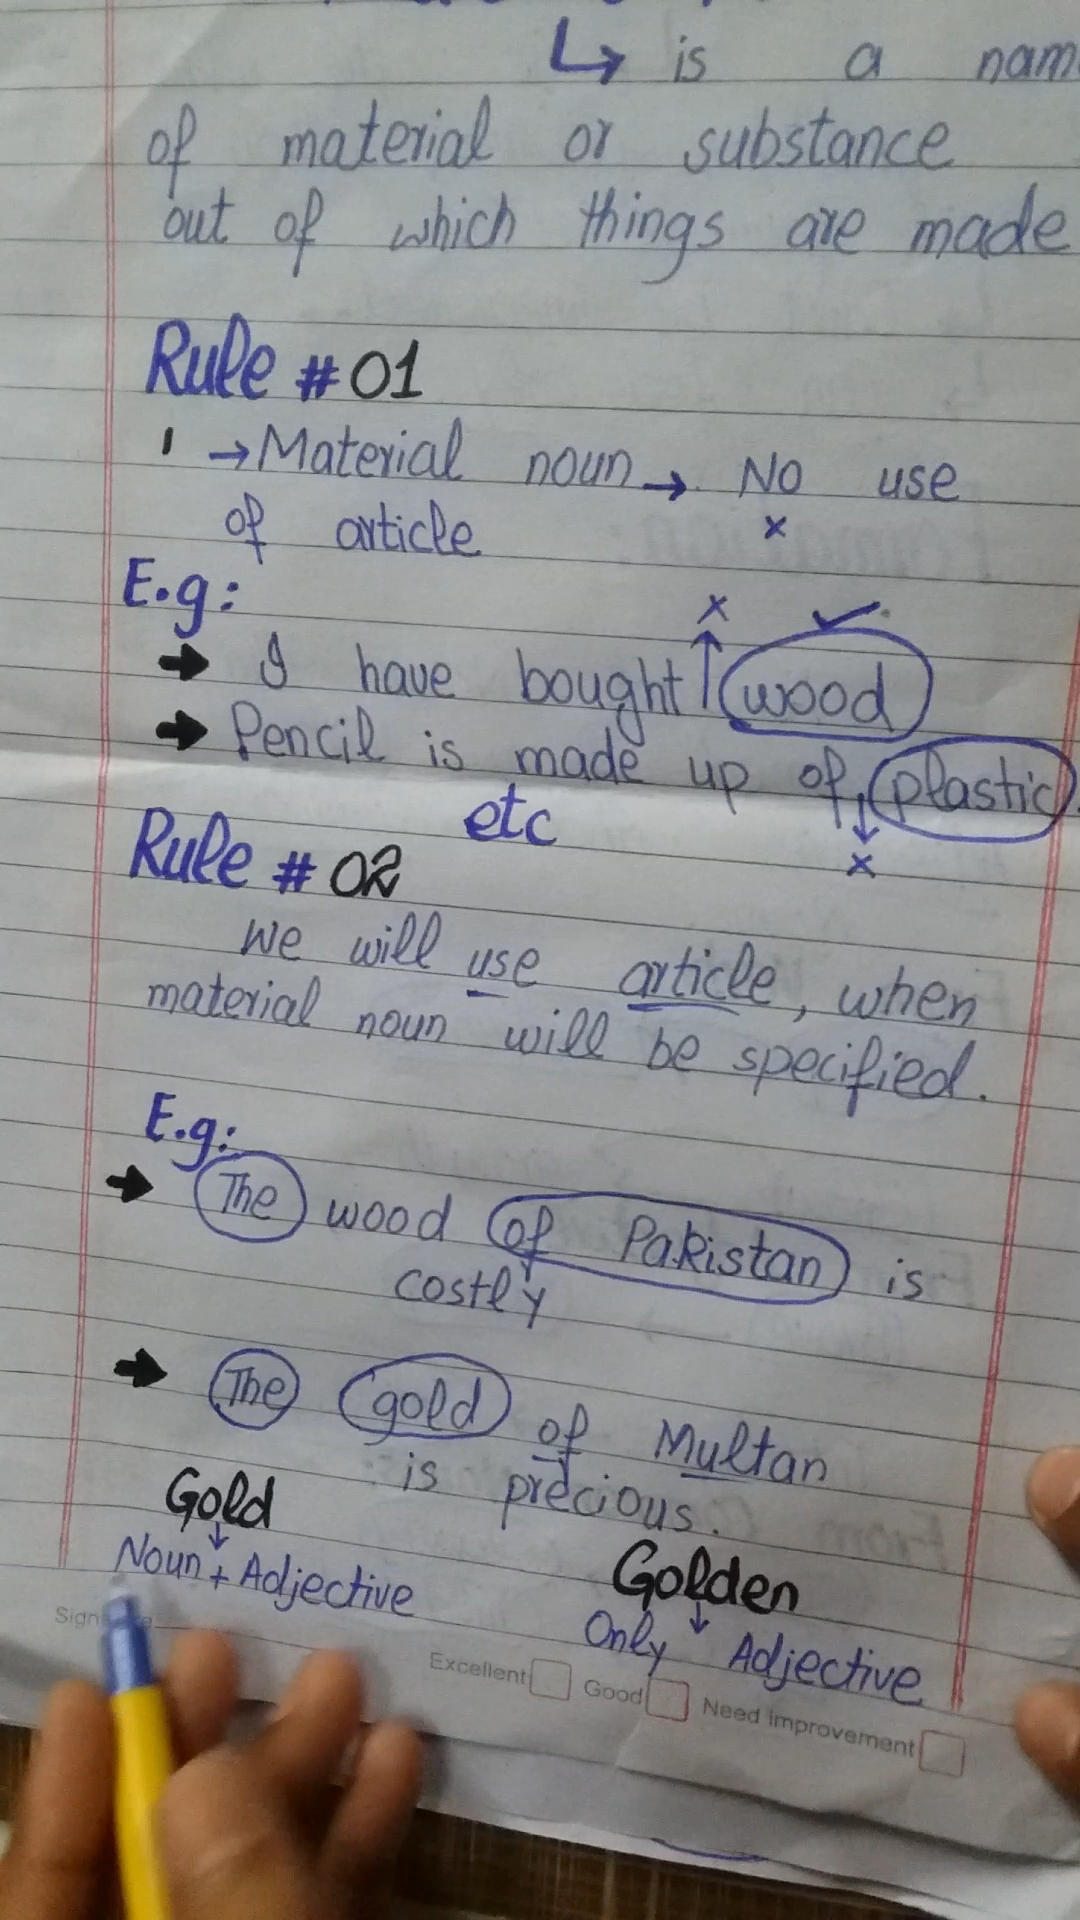 ↳ is a nam
of material or substance
out of which things are made
Rule # 01
→ Material noun → No use
of article ×
E.g:
× ✓
➡ I have bought ↑ wood
➡ Pencil is made up of ↓ plastic.
etc ×
Rule # 02
We will use article, when
material noun will be specified.
E.g:
➡ The wood of Pakistan is
costly
➡ The gold of Multan
is precious.
Gold
↓
Noun + Adjective
Golden
↓
Only Adjective
Excellent Good Need Improvement